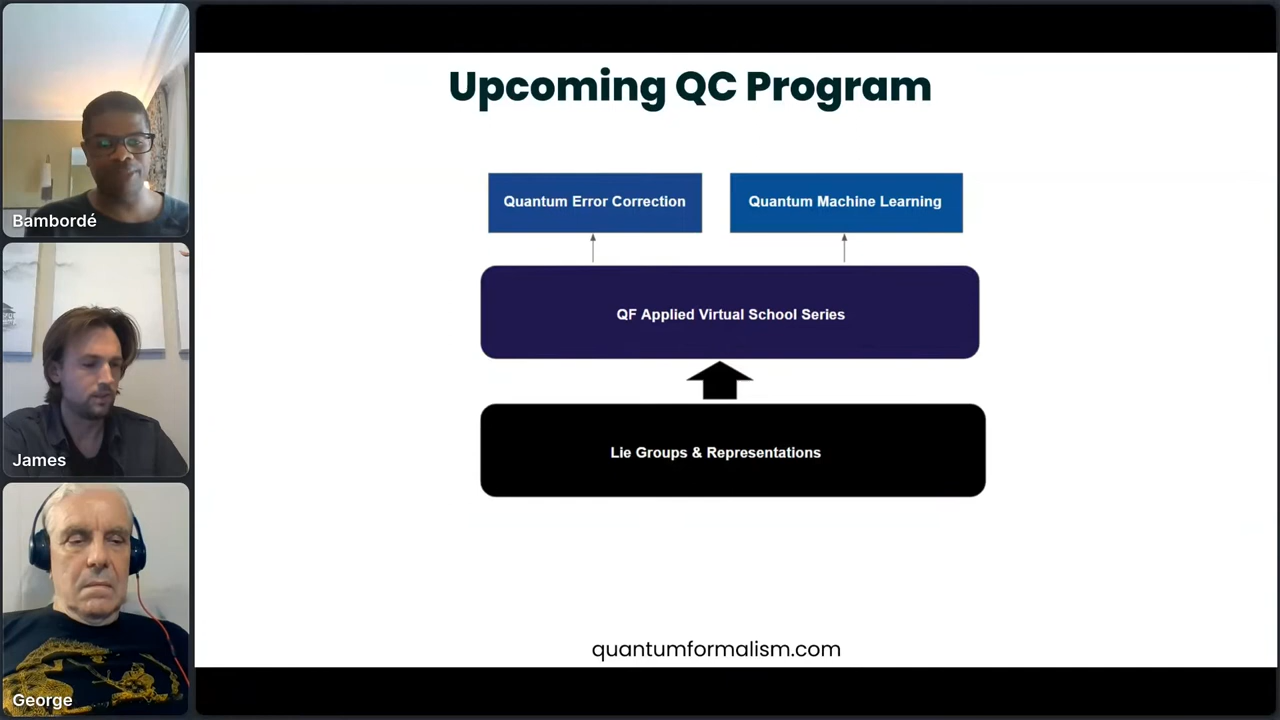 Upcoming QC Program
Quantum Error Correction
Quantum Machine Learning
QF Applied Virtual School Series
Lie Groups & Representations
quantumformalism.com
Bambordé
James
George